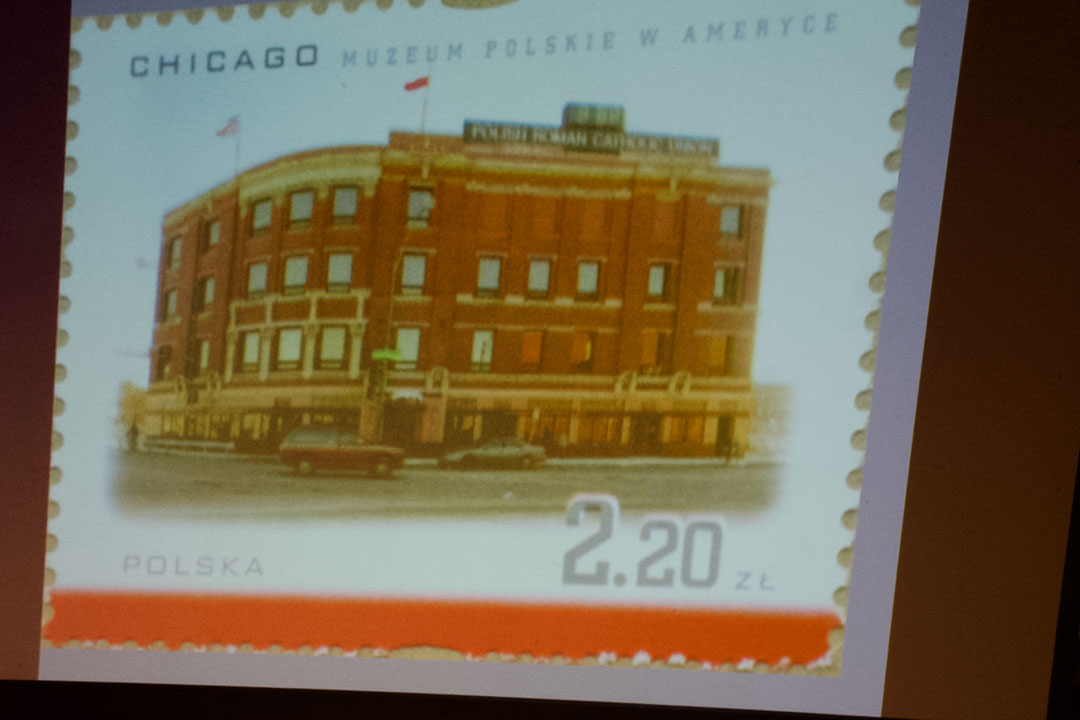 CHICAGO MUZEUM POLSKIE W AMERYCE
POLISH ROMAN CATHOLIC UNION
POLSKA
2.20 ZŁ